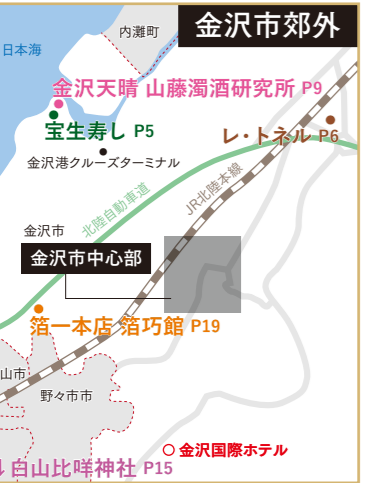 金沢市郊外
内灘町
日本海
金沢天晴 山藤濁酒研究所 P9
宝生寿し P5
レ・トネル P6
金沢港クルーズターミナル
JR北陸本線
北陸自動車道
金沢市
金沢市中心部
箔一本店 箔巧館 P19
山市
野々市市
金沢国際ホテル
白山比咩神社 P15